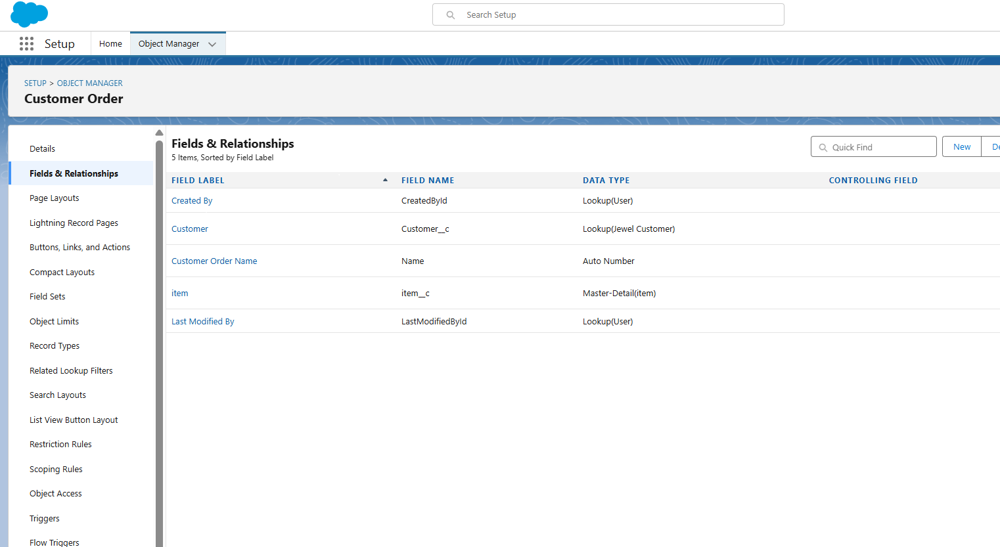 Search Setup
Setup
Home
Object Manager
SETUP > OBJECT MANAGER
Customer Order
Details
Fields & Relationships
Page Layouts
Lightning Record Pages
Buttons, Links, and Actions
Compact Layouts
Field Sets
Object Limits
Record Types
Related Lookup Filters
Search Layouts
List View Button Layout
Restriction Rules
Scoping Rules
Object Access
Triggers
Flow Triggers
Fields & Relationships
5 Items, Sorted by Field Label
Quick Find
New
FIELD LABEL FIELD NAME DATA TYPE CONTROLLING FIELD
Created By CreatedById Lookup(User)
Customer Customer__c Lookup(Jewel Customer)
Customer Order Name Name Auto Number
item item__c Master-Detail(item)
Last Modified By LastModifiedById Lookup(User)